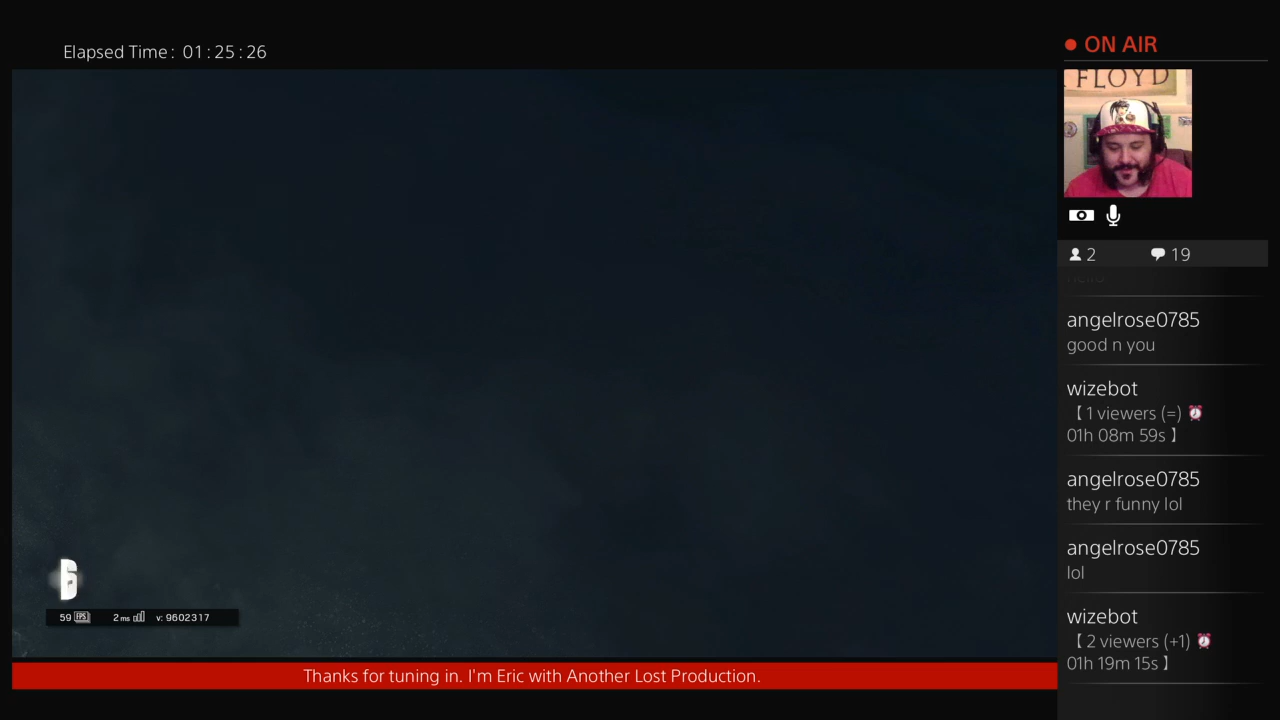 Elapsed Time: 01:25:26
ON AIR
FLOYD
2 19
angelrose0785
good n you
wizebot
【 1 viewers (=) ⏰
01h 08m 59s 】
angelrose0785
they r funny lol
angelrose0785
lol
wizebot
【 2 viewers (+1) ⏰
01h 19m 15s 】
6
59 FPS 2 ms v: 9602317
Thanks for tuning in. I'm Eric with Another Lost Production.